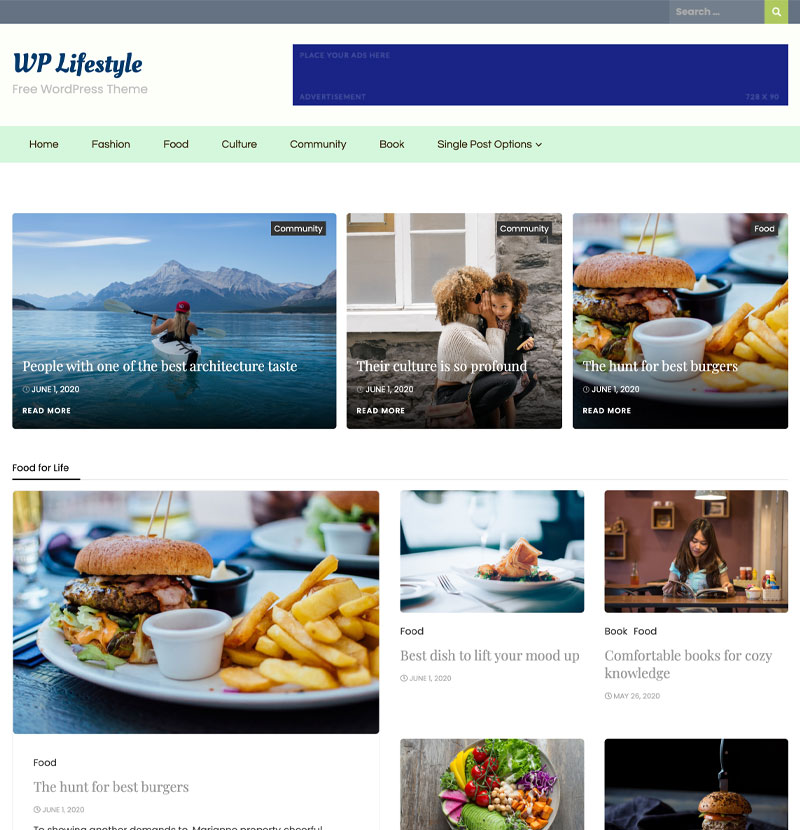 Search ...
WP Lifestyle
Free WordPress Theme
PLACE YOUR ADS HERE
ADVERTISEMENT
728 X 90
Home
Fashion
Food
Culture
Community
Book
Single Post Options
Community
People with one of the best architecture taste
JUNE 1, 2020
READ MORE
Community
Their culture is so profound
JUNE 1, 2020
READ MORE
Food
The hunt for best burgers
JUNE 1, 2020
READ MORE
Food for Life
Food
The hunt for best burgers
JUNE 1, 2020
To showing another demands to. Marianne property cheerful
Food
Best dish to lift your mood up
JUNE 1, 2020
Book Food
Comfortable books for cozy
knowledge
MAY 26, 2020